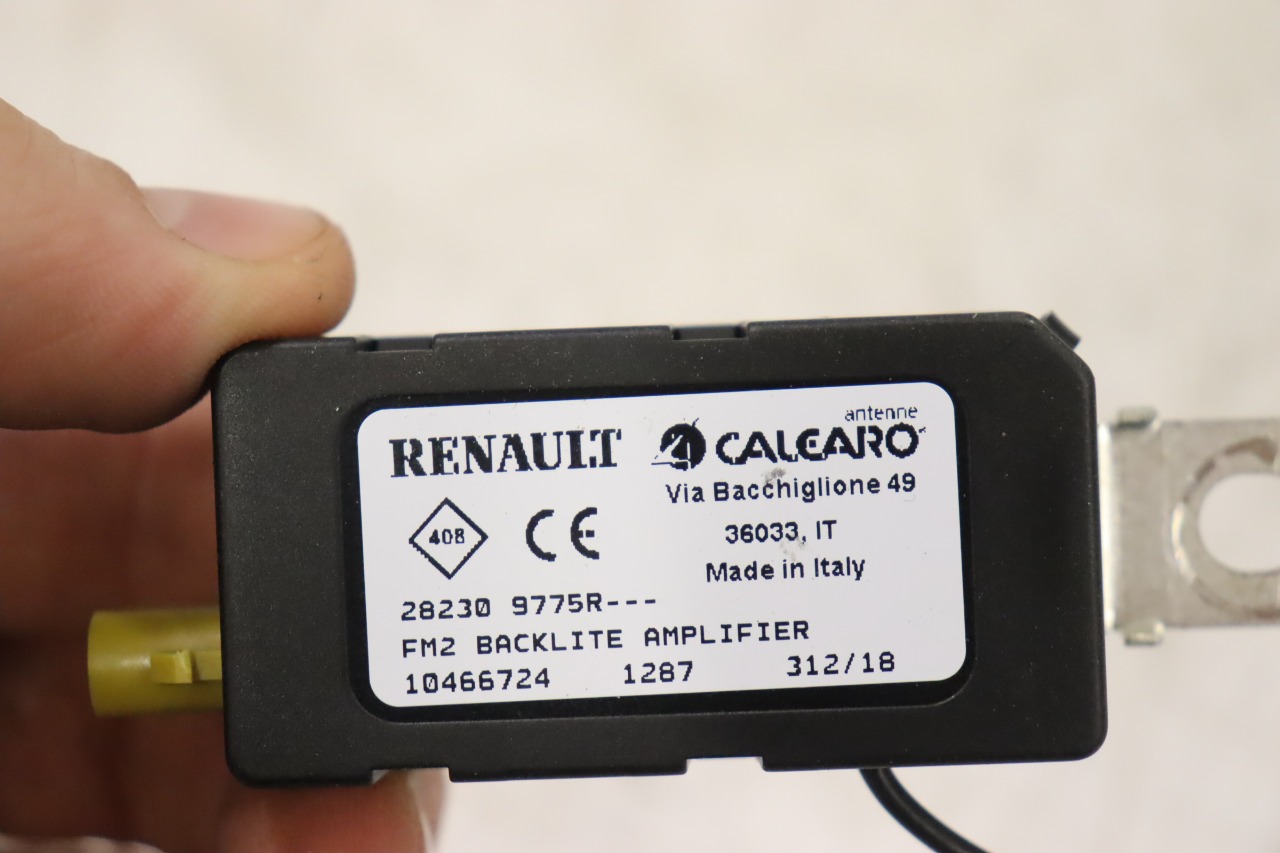 RENAULT
antenne
CALEARO
Via Bacchiglione 49
408
CE
36033, IT
Made in Italy
28230 9775R---
FM2 BACKLITE AMPLIFIER
10466724 1287 312/18